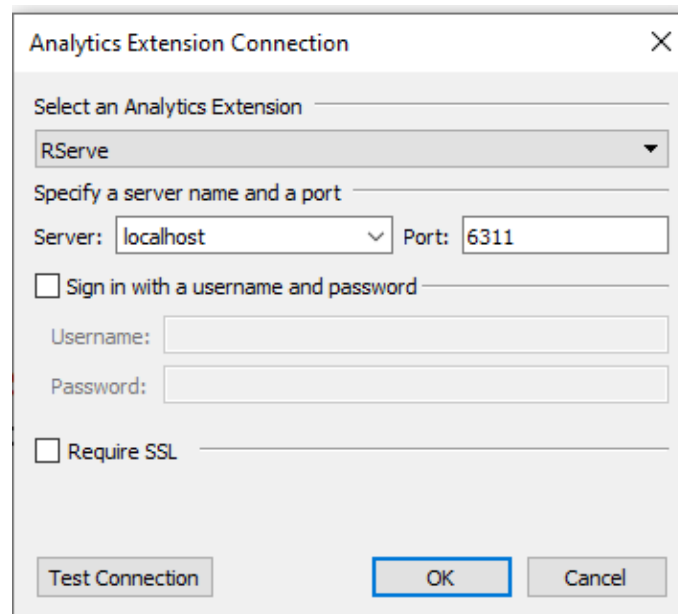 Analytics Extension Connection
Select an Analytics Extension
RServe
Specify a server name and a port
Server: localhost Port: 6311
Sign in with a username and password
Username:
Password:
Require SSL
Test Connection OK Cancel